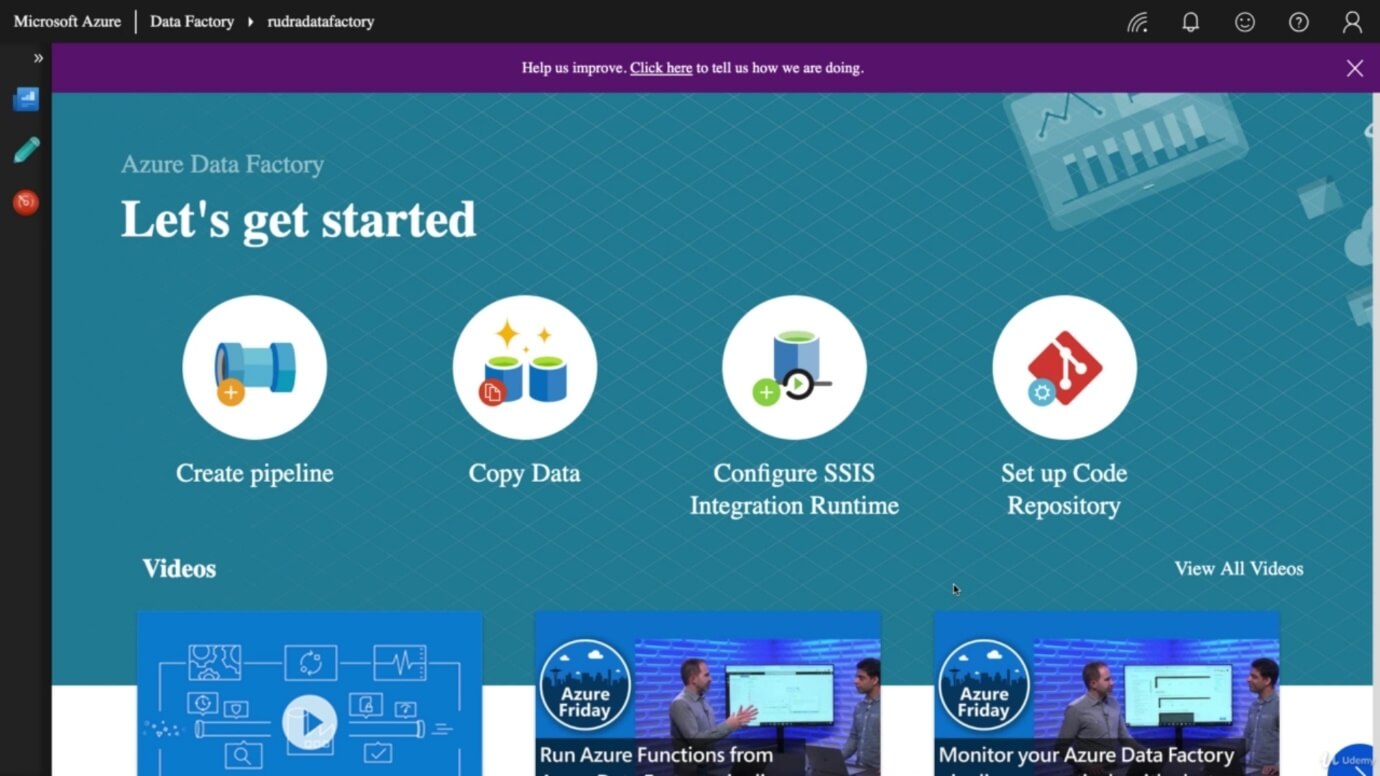 Microsoft Azure
Data Factory
rudradatafactory
»
Help us improve. Click here to tell us how we are doing.
Azure Data Factory
Let's get started
Create pipeline
Copy Data
Configure SSIS
Integration Runtime
Set up Code
Repository
Videos
View All Videos
Azure
Friday
Run Azure Functions from
Azure
Friday
Monitor your Azure Data Factory
Udemy